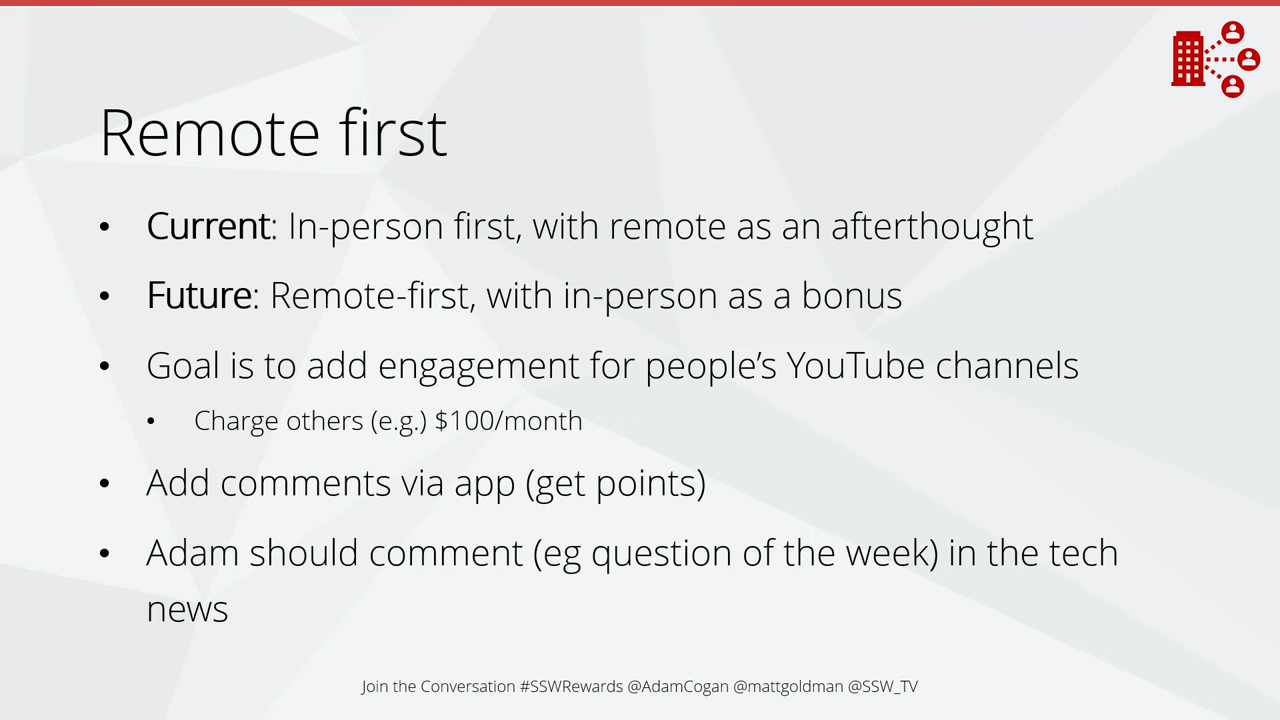 Remote first
• Current: In-person first, with remote as an afterthought
• Future: Remote-first, with in-person as a bonus
• Goal is to add engagement for people’s YouTube channels
• Charge others (e.g.) $100/month
• Add comments via app (get points)
• Adam should comment (eg question of the week) in the tech
news
Join the Conversation #SSWRewards @AdamCogan @mattgoldman @SSW_TV